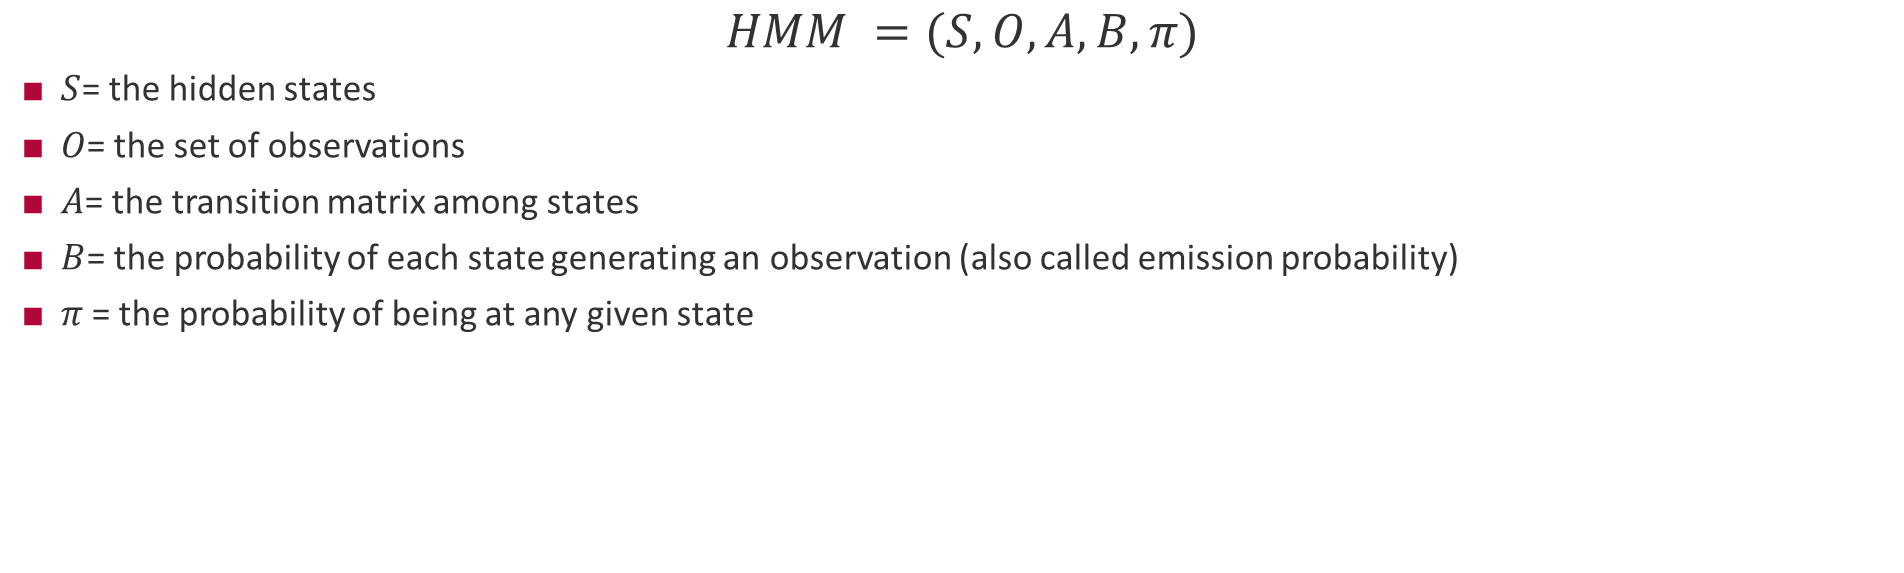 HMM = (S, O, A, B, π)
■ S= the hidden states
■ O= the set of observations
■ A= the transition matrix among states
■ B= the probability of each state generating an observation (also called emission probability)
■ π = the probability of being at any given state